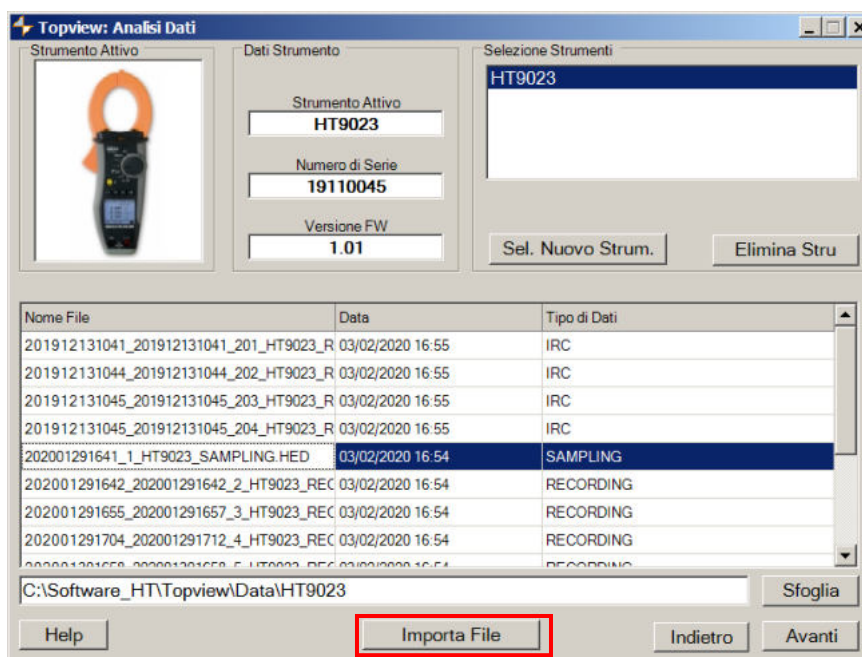 Topview: Analisi Dati
Strumento Attivo
Dati Strumento
Strumento Attivo
HT9023
Numero di Serie
19110045
Versione FW
1.01
Selezione Strumenti
HT9023
Sel. Nuovo Strum.
Elimina Stru
Nome File Data Tipo di Dati
201912131041_201912131041_201_HT9023_R 03/02/2020 16:55 IRC
201912131044_201912131044_202_HT9023_R 03/02/2020 16:55 IRC
201912131045_201912131045_203_HT9023_R 03/02/2020 16:55 IRC
201912131045_201912131045_204_HT9023_R 03/02/2020 16:55 IRC
202001291641_1_HT9023_SAMPLING.HED 03/02/2020 16:54 SAMPLING
202001291642_202001291642_2_HT9023_REC 03/02/2020 16:54 RECORDING
202001291655_202001291657_3_HT9023_REC 03/02/2020 16:54 RECORDING
202001291704_202001291712_4_HT9023_REC 03/02/2020 16:54 RECORDING
C:\Software_HT\Topview\Data\HT9023
Sfoglia
Help
Importa File
Indietro
Avanti